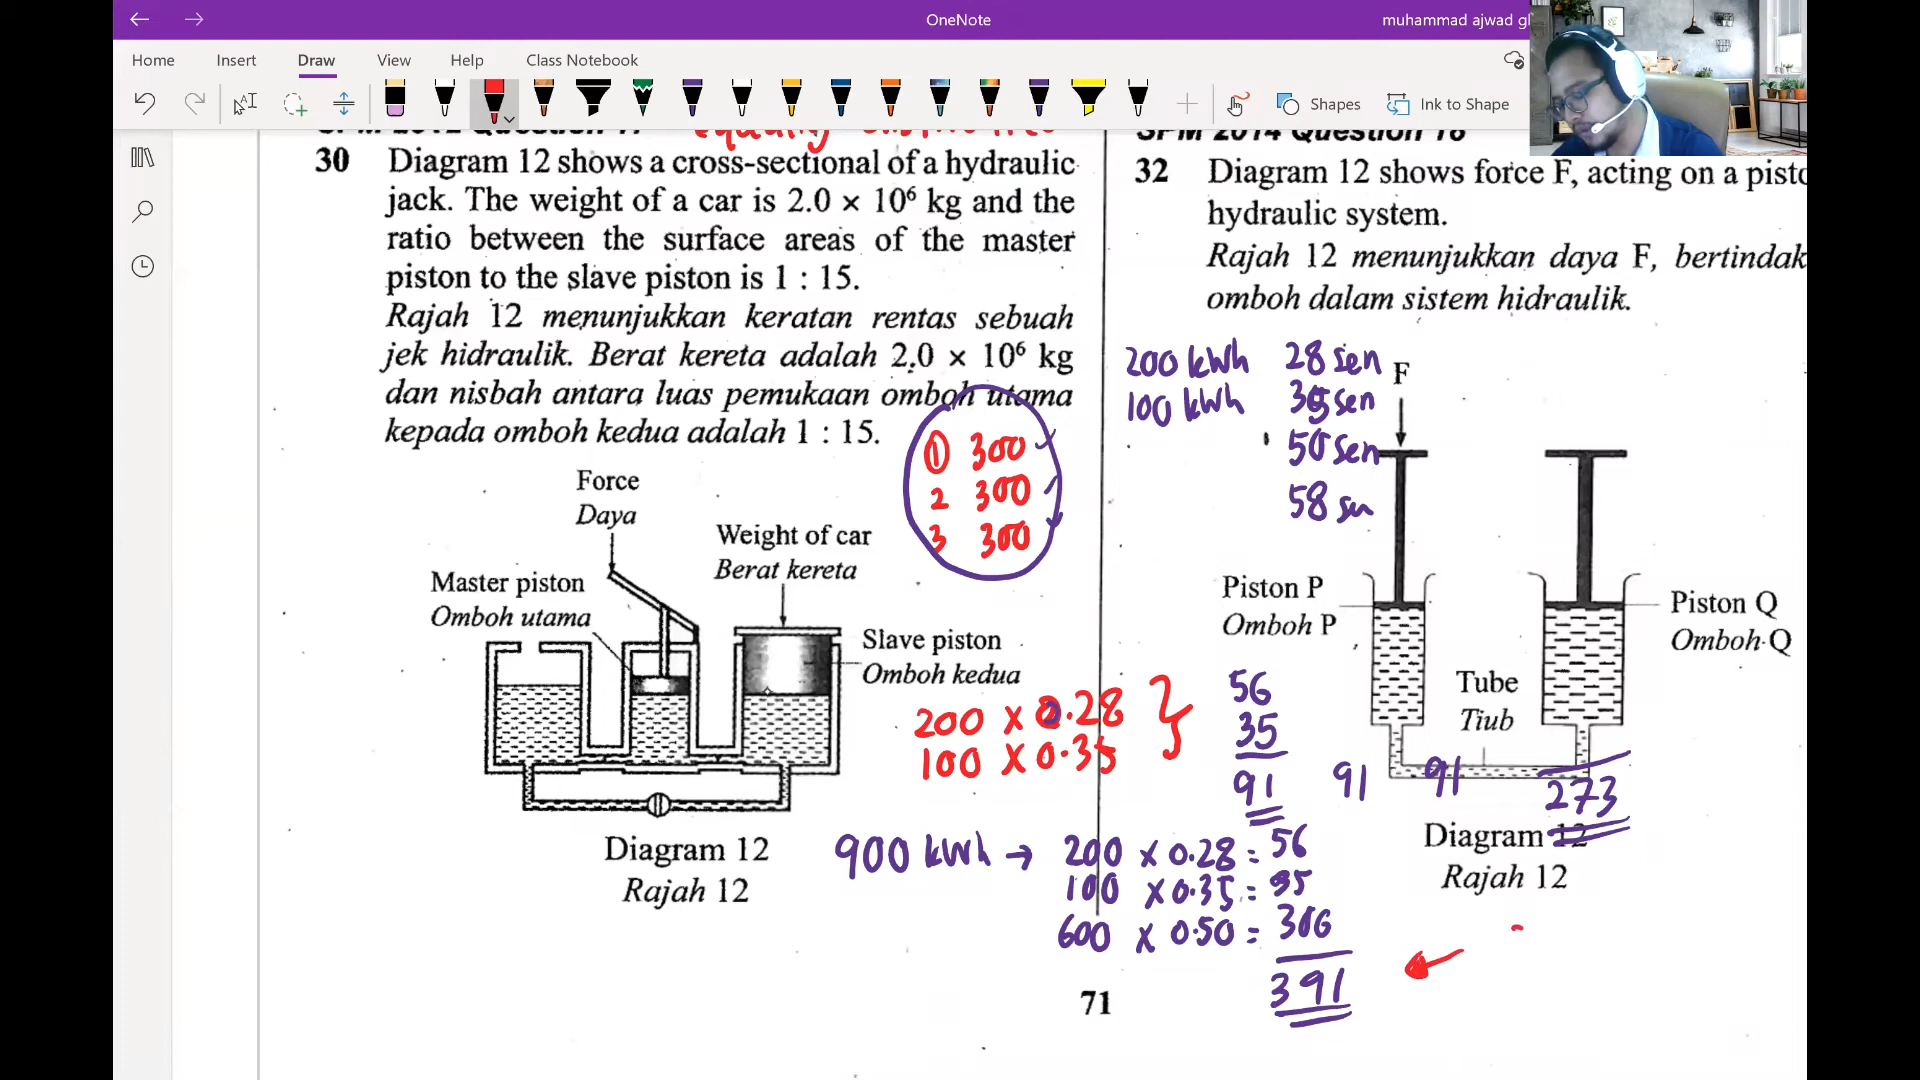 OneNote
muhammad ajwad
Home Insert Draw View Help Class Notebook
Shapes
Ink to Shape
30 Diagram 12 shows a cross-sectional of a hydraulic
jack. The weight of a car is 2.0 × 10⁶ kg and the
ratio between the surface areas of the master
piston to the slave piston is 1 : 15.
Rajah 12 menunjukkan keratan rentas sebuah
jek hidraulik. Berat kereta adalah 2.0 × 10⁶ kg
dan nisbah antara luas pemukaan omboh utama
kepada omboh kedua adalah 1 : 15.
① 300 ✓
2 300 ✓
3 300 ✓
Force
Daya
Weight of car
Berat kereta
Master piston
Omboh utama
Slave piston
Omboh kedua
Diagram 12
Rajah 12
200 × 0.28
100 × 0.35
56
35
91
91
91
273
900 kWh → 200 × 0.28 = 56
100 × 0.35 = 35
600 × 0.50 = 300
391
71
SPM 2014 Question 16
32 Diagram 12 shows force F, acting on a
hydraulic system.
Rajah 12 menunjukkan daya F, bertindak
omboh dalam sistem hidraulik.
200 kWh 28 sen
100 kWh 35 sen
50 sen
58 sen
F
Piston P
Omboh P
Piston Q
Omboh Q
Tube
Tiub
Diagram 12
Rajah 12